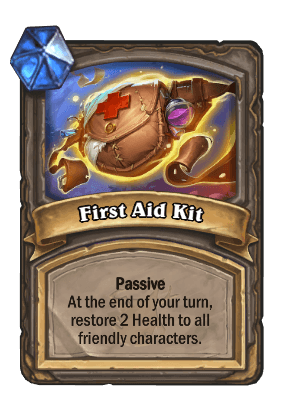 First Aid Kit
Passive
At the end of your turn,
restore 2 Health to all
friendly characters.